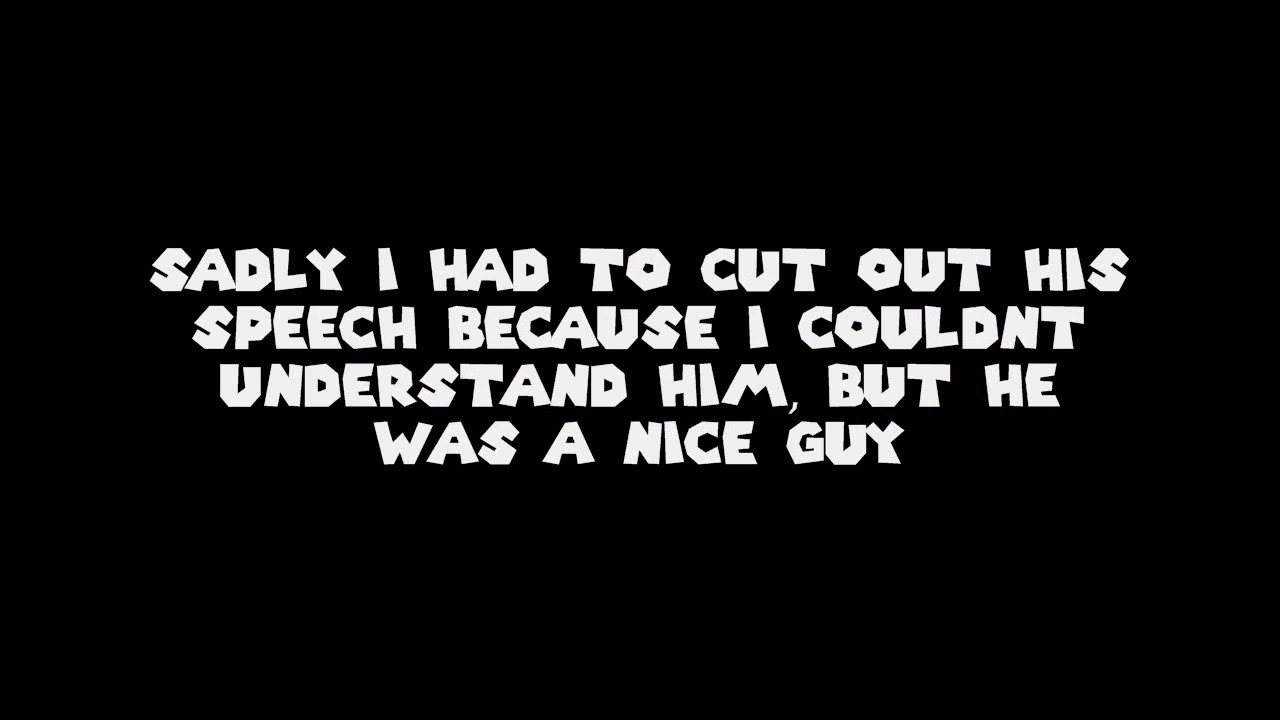 SADLY I HAD TO CUT OUT HIS
SPEECH BECAUSE I COULDNT
UNDERSTAND HIM, BUT HE
WAS A NICE GUY